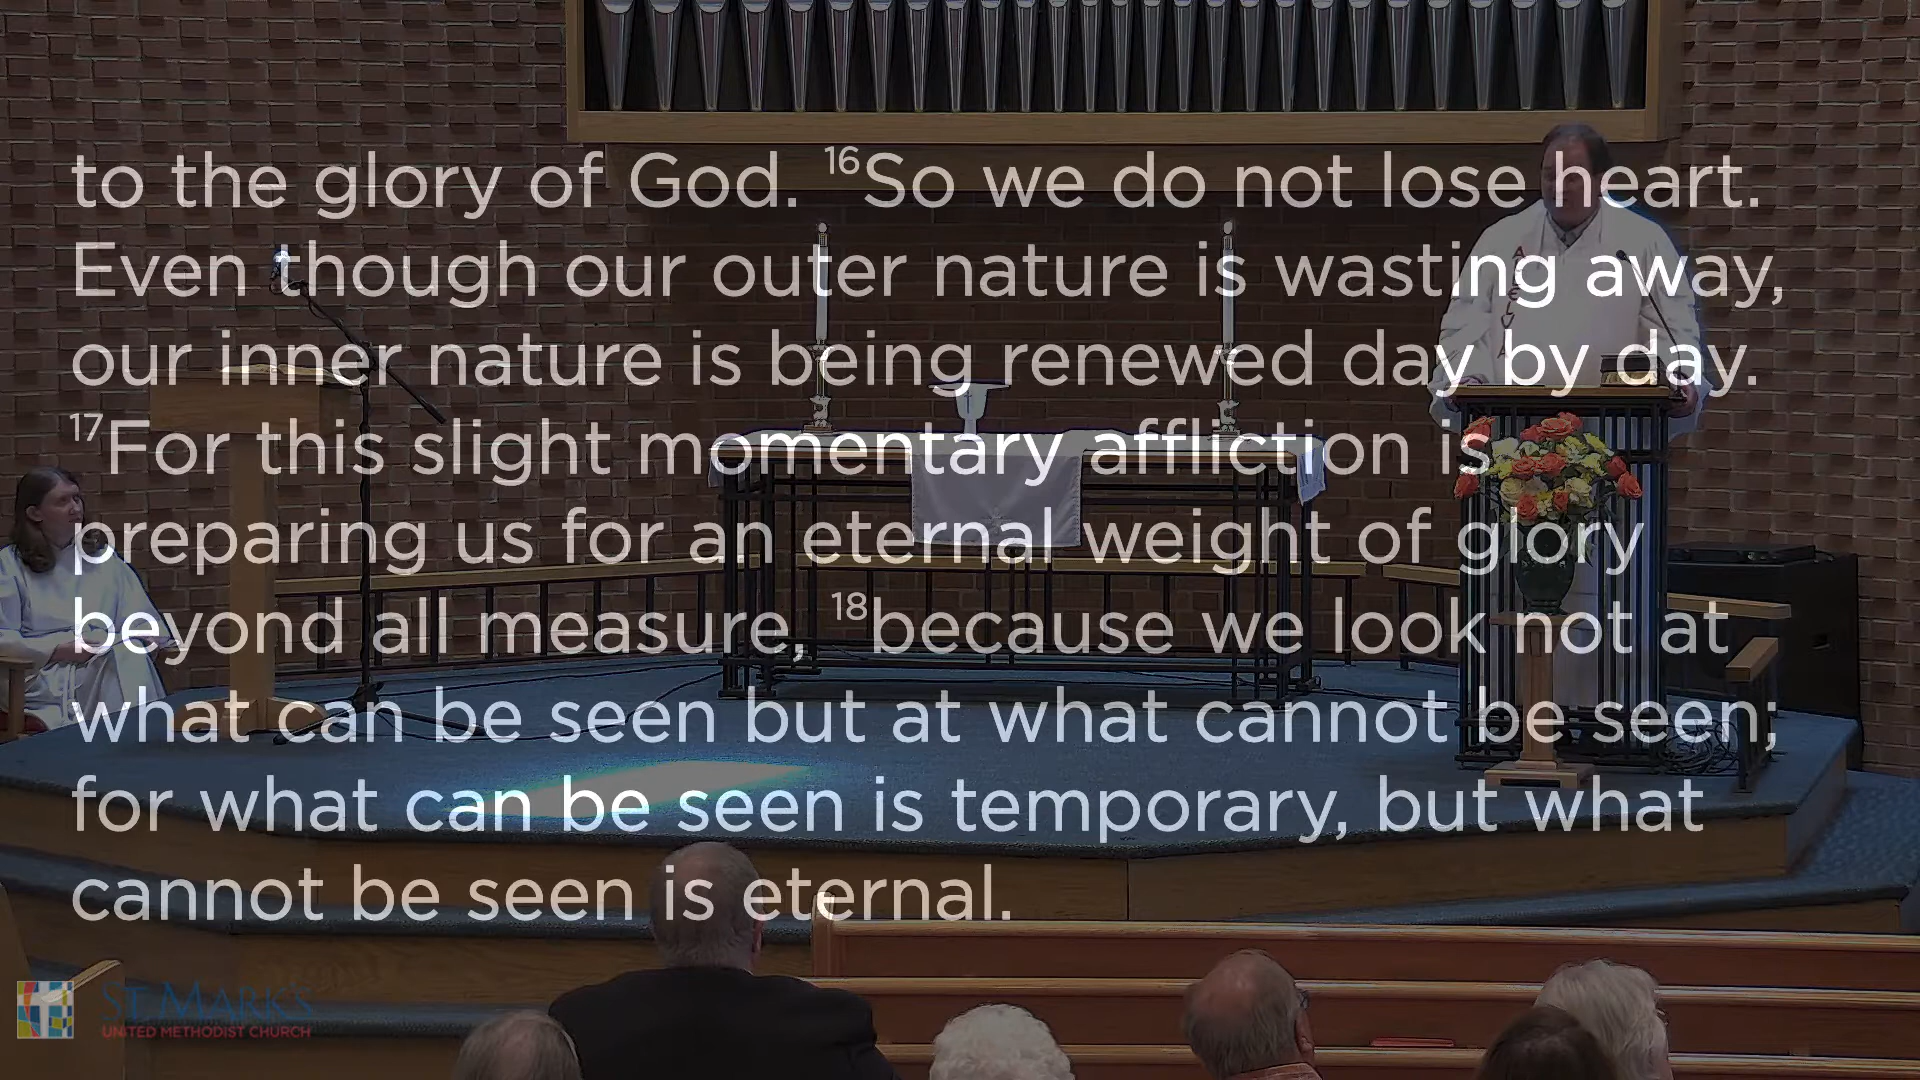 to the glory of God. 16So we do not lose heart.
Even though our outer nature is wasting away,
our inner nature is being renewed day by day.
17For this slight momentary affliction is
preparing us for an eternal weight of glory
beyond all measure, 18because we look not at
what can be seen but at what cannot be seen;
for what can be seen is temporary, but what
cannot be seen is eternal.
ST. MARK'S
UNITED METHODIST CHURCH